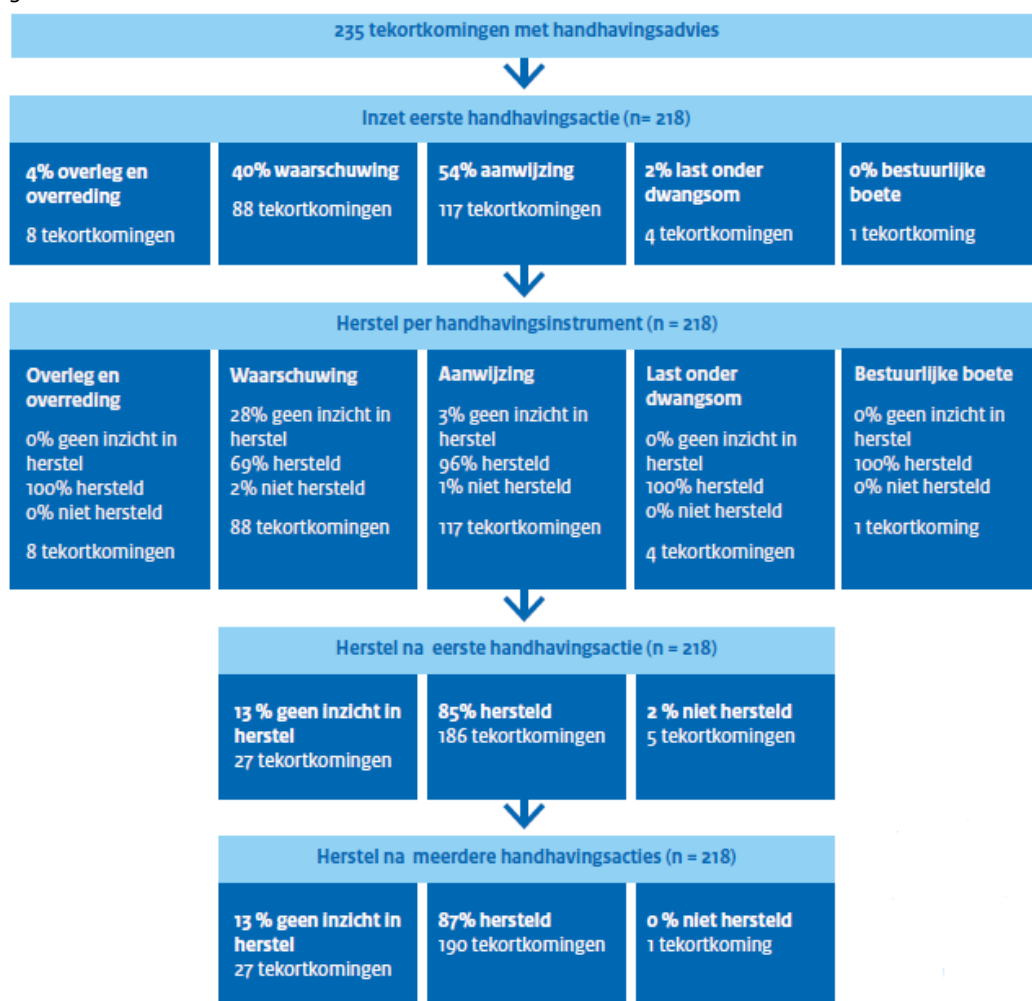 235 tekortkomingen met handhavingsadvies
Inzet eerste handhavingsactie (n= 218)
4% overleg en
overreding
8 tekortkomingen
40% waarschuwing
88 tekortkomingen
54% aanwijzing
117 tekortkomingen
2% last onder
dwangsom
4 tekortkomingen
0% bestuurlijke
boete
1 tekortkoming
Herstel per handhavingsinstrument (n = 218)
Overleg en
overreding
0% geen inzicht in
herstel
100% hersteld
0% niet hersteld
8 tekortkomingen
Waarschuwing
28% geen inzicht in
herstel
69% hersteld
2% niet hersteld
88 tekortkomingen
Aanwijzing
3% geen inzicht in
herstel
96% hersteld
1% niet hersteld
117 tekortkomingen
Last onder
dwangsom
0% geen inzicht in
herstel
100% hersteld
0% niet hersteld
4 tekortkomingen
Bestuurlijke boete
0% geen inzicht in
herstel
100% hersteld
0% niet hersteld
1 tekortkoming
Herstel na eerste handhavingsactie (n = 218)
13 % geen inzicht in
herstel
27 tekortkomingen
85% hersteld
186 tekortkomingen
2 % niet hersteld
5 tekortkomingen
Herstel na meerdere handhavingsacties (n = 218)
13 % geen inzicht in
herstel
27 tekortkomingen
87% hersteld
190 tekortkomingen
0 % niet hersteld
1 tekortkoming